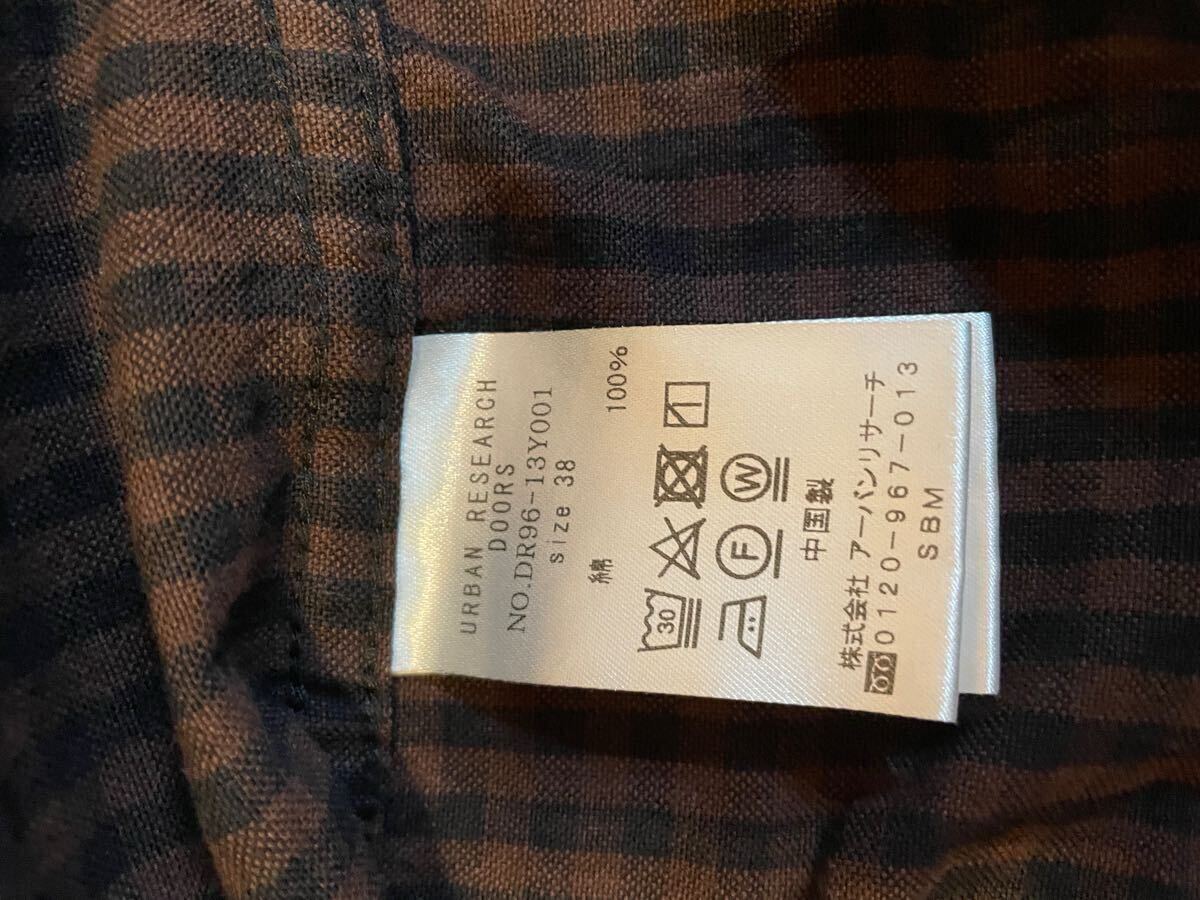 URBAN RESEARCH
DOORS
NO.DR96-13Y001
size 38
綿 100%
30
F W
中国製
株式会社 アーバンリサーチ
0120-967-013
SBM